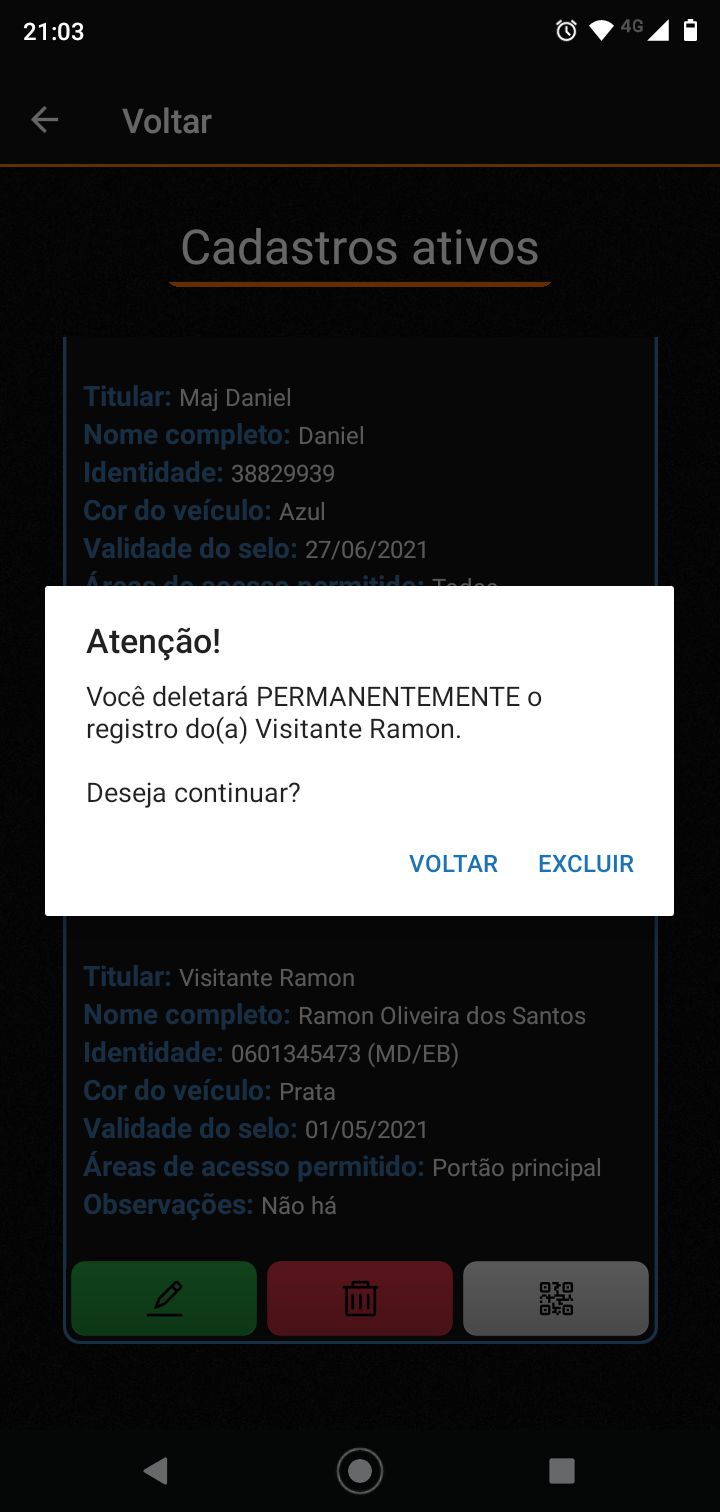 21:03
4G
Voltar
Cadastros ativos
Titular: Maj Daniel
Nome completo: Daniel
Identidade: 38829939
Cor do veículo: Azul
Validade do selo: 27/06/2021
Áreas de acesso permitido: Todas
Atenção!
Você deletará PERMANENTEMENTE o
registro do(a) Visitante Ramon.
Deseja continuar?
VOLTAR EXCLUIR
Titular: Visitante Ramon
Nome completo: Ramon Oliveira dos Santos
Identidade: 0601345473 (MD/EB)
Cor do veículo: Prata
Validade do selo: 01/05/2021
Áreas de acesso permitido: Portão principal
Observações: Não há